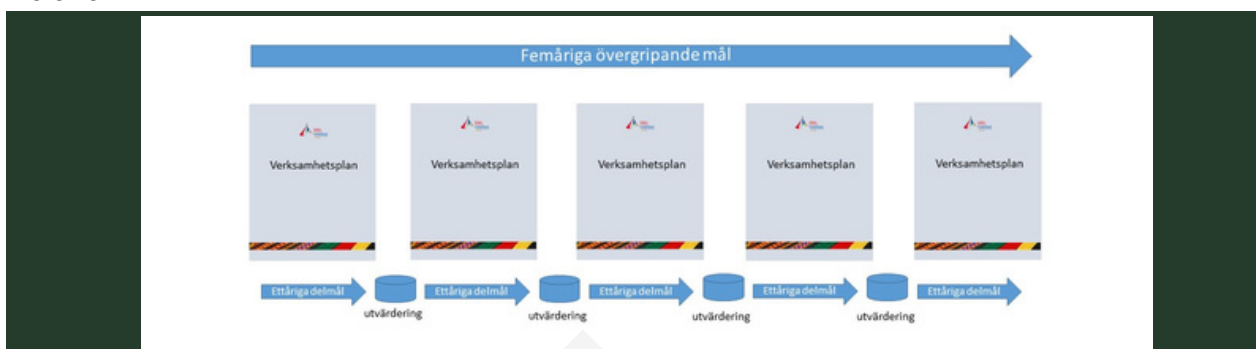 Femåriga övergripande mål
Verksamhetsplan
Verksamhetsplan
Verksamhetsplan
Verksamhetsplan
Verksamhetsplan
Ettåriga delmål
Ettåriga delmål
Ettåriga delmål
Ettåriga delmål
Ettåriga delmål
utvärdering
utvärdering
utvärdering
utvärdering